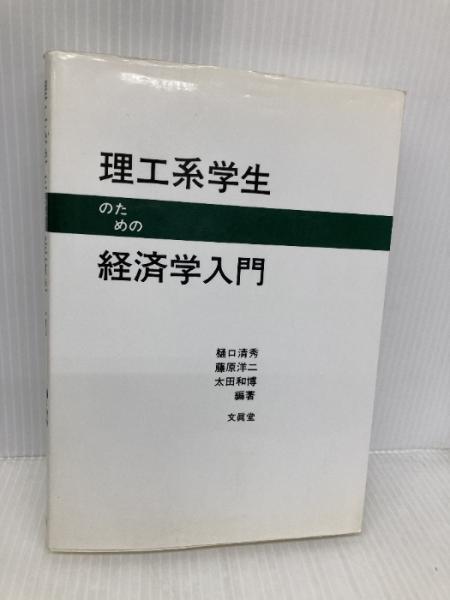 理工系学生
のた
めの
経済学入門
樋口清秀
藤原洋二
太田和博
編著
文眞堂